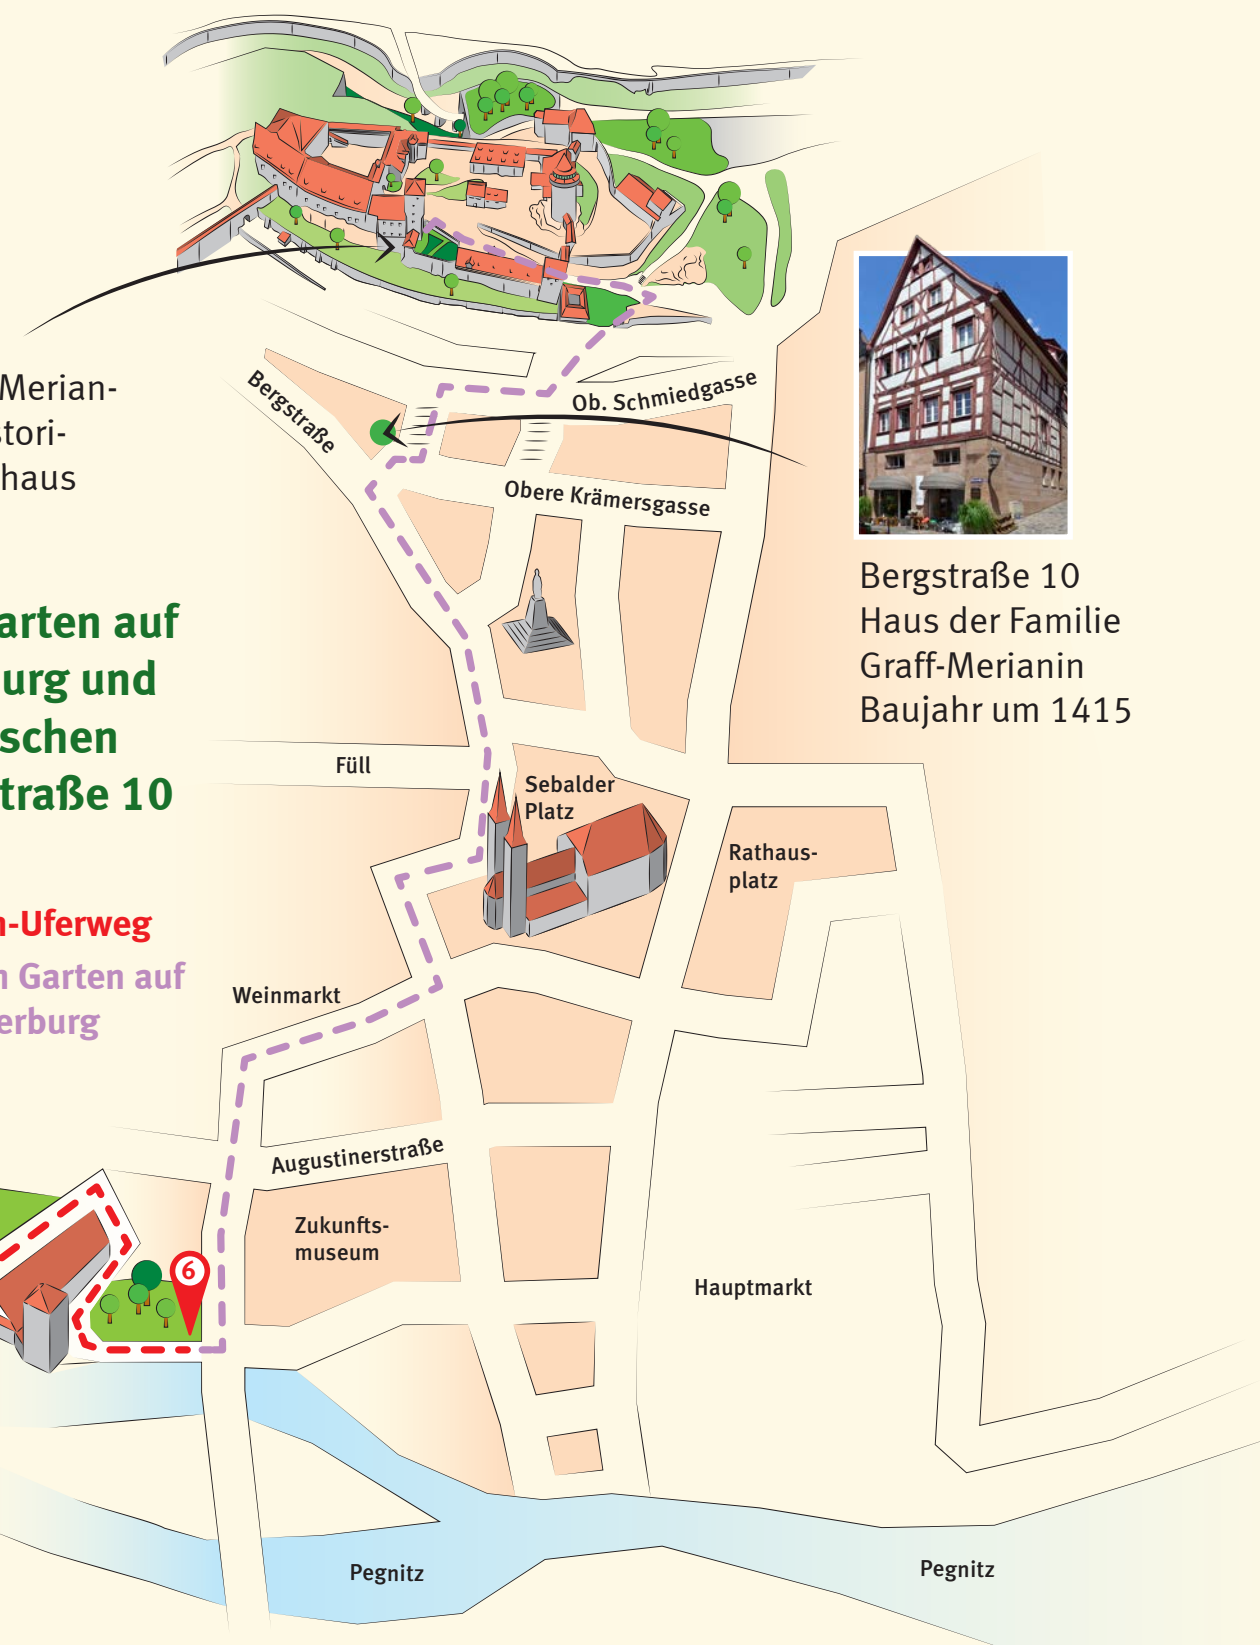 Merian-
stori-
haus
arten auf
urg und
schen
traße 10
n-Uferweg
n Garten auf
erburg
Bergstraße
Ob. Schmiedgasse
Obere Krämersgasse
Bergstraße 10
Haus der Familie
Graff-Merianin
Baujahr um 1415
Füll
Sebalder
Platz
Rathaus-
platz
Weinmarkt
Augustinerstraße
Zukunfts-
museum
6
Hauptmarkt
Pegnitz
Pegnitz